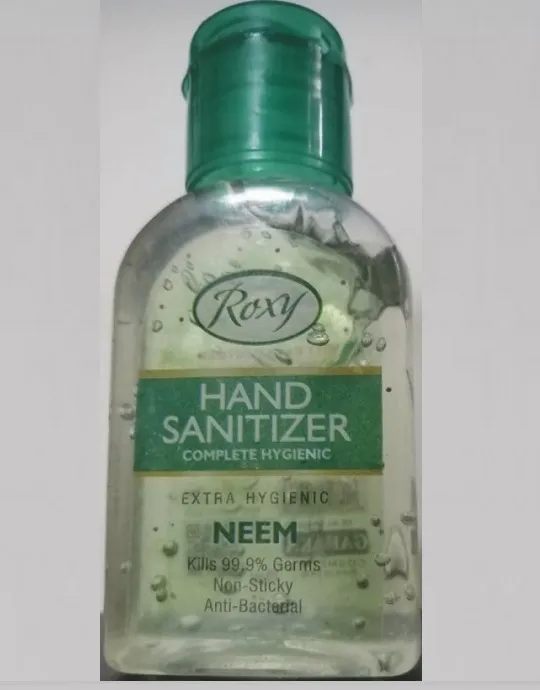 Roxy
HAND
SANITIZER
COMPLETE HYGIENIC
EXTRA HYGIENIC
NEEM
Kills 99.9% Germs
Non-Sticky
Anti-Bacterial